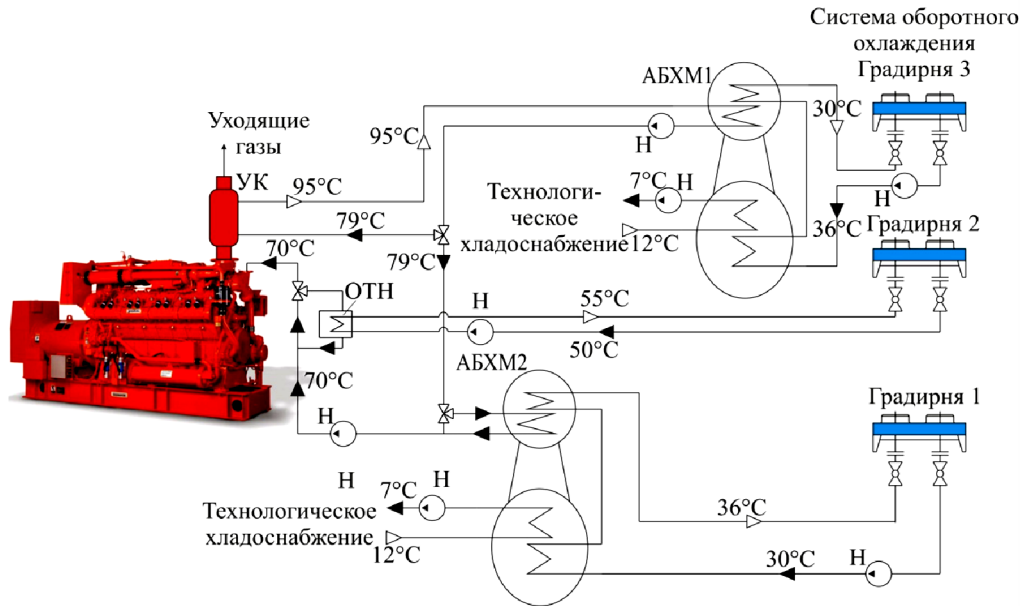 Система оборотного
охлаждения
Градирня 3
АБХМ1
30°С
Уходящие
газы
95°С
Н
УК
95°С
7°С
Н
Технологи-
ческое
хладоснабжение
12°С
Н
36°С
Градирня 2
79°С
79°С
70°С
ОТН
Н
55°С
50°С
АБХМ2
70°С
Градирня 1
Н
Н
Н
7°С
36°С
Технологическое
хладоснабжение
12°С
30°С
Н